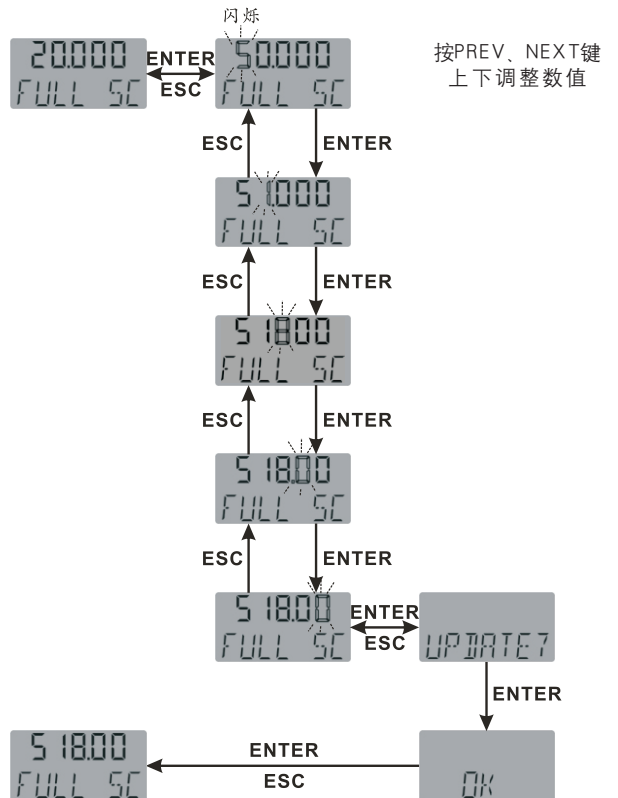 闪烁
20.000
FULL SC
ENTER
ESC
50.000
FULL SC
按PREV、NEXT键
上下调整数值
ESC
ENTER
51.000
FULL SC
ESC
ENTER
51800
FULL SC
ESC
ENTER
518.00
FULL SC
ESC
ENTER
518.00
FULL SC
ENTER
ESC
UPDATE?
ENTER
518.00
FULL SC
ENTER
ESC
OK